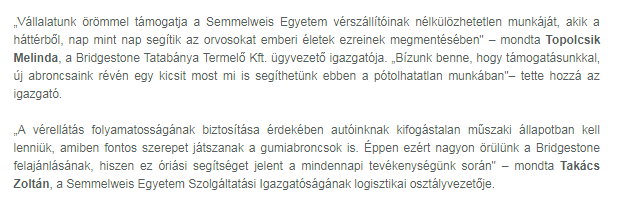 „Vállalatunk örömmel támogatja a Semmelweis Egyetem vérszállítóinak nélkülözhetetlen munkáját, akik a
háttérből, nap mint nap segítik az orvosokat emberi életek ezreinek megmentésében" – mondta Topolcsik
Melinda, a Bridgestone Tatabánya Termelő Kft. ügyvezető igazgatója. „Bízunk benne, hogy támogatásunkkal,
új abroncsaink révén egy kicsit most mi is segíthetünk ebben a pótolhatatlan munkában"– tette hozzá az
igazgató.
„A vérellátás folyamatosságának biztosítása érdekében autóinknak kifogástalan műszaki állapotban kell
lenniük, amiben fontos szerepet játszanak a gumiabroncsok is. Éppen ezért nagyon örülünk a Bridgestone
felajánlásának, hiszen ez óriási segítséget jelent a mindennapi tevékenységünk során" – mondta Takács
Zoltán, a Semmelweis Egyetem Szolgáltatási Igazgatóságának logisztikai osztályvezetője.